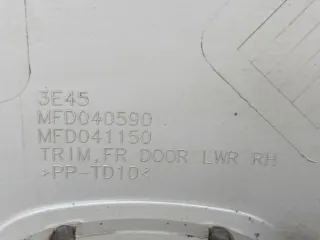 3E45
MFD040590
MFD041150
TRIM,FR DOOR LWR RH
>PP-TD10<